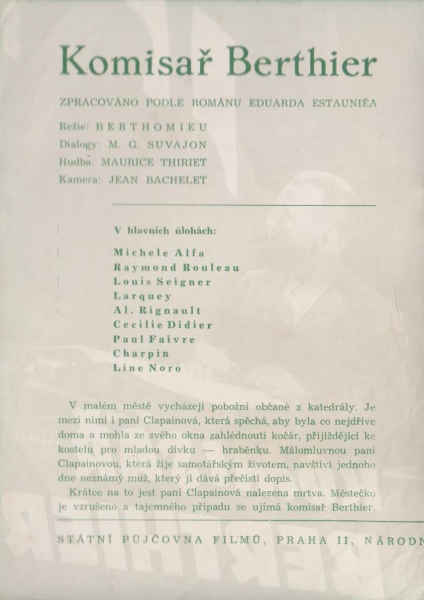 Komisař Berthier
ZPRACOVÁNO PODLE ROMÁNU EDUARDA ESTAUNIÉA
Režie: BERTHOMIEU
Dialogy: M. G. SUVAJON
Hudba: MAURICE THIRIET
Kamera: JEAN BACHELET
V hlavních úlohách:
Michele Alfa
Raymond Rouleau
Louis Seigner
Larquey
Al. Rignault
Cecilie Didier
Paul Faivre
Charpin
Line Noro
V malém městě vycházejí pobožní občané z katedrály. Je
mezi nimi i paní Clapainová, která spěchá, aby byla co nejdříve
doma a mohla ze svého okna zahlédnouti kočár, přijíždějící ke
kostelu pro mladou dívku — hraběnku. Málomluvnou paní
Clapainovou, která žije samotářským životem, navštíví jednoho
dne neznámý muž, který jí dává přečísti dopis.
Krátce na to jest paní Clapainová nalezena mrtva. Městečko
je vzrušeno a tajemného případu se ujímá komisař Berthier.
STÁTNÍ PŮJČOVNA FILMŮ, PRAHA II, NÁRODN
BERTHIER